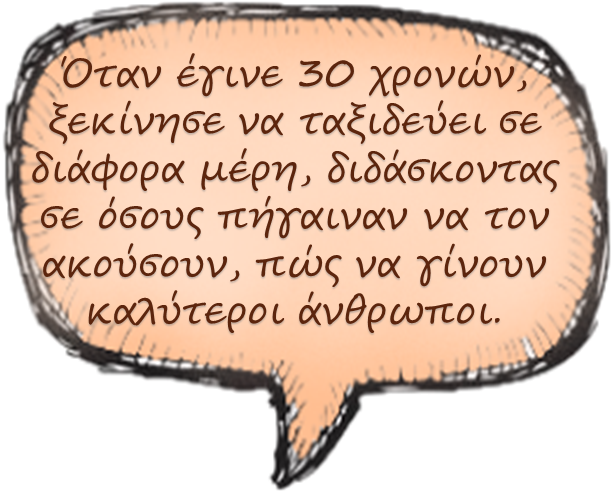 Όταν έγινε 30 χρονών,
ξεκίνησε να ταξιδεύει σε
διάφορα μέρη, διδάσκοντας
σε όσους πήγαιναν να τον
ακούσουν, πώς να γίνουν
καλύτεροι άνθρωποι.